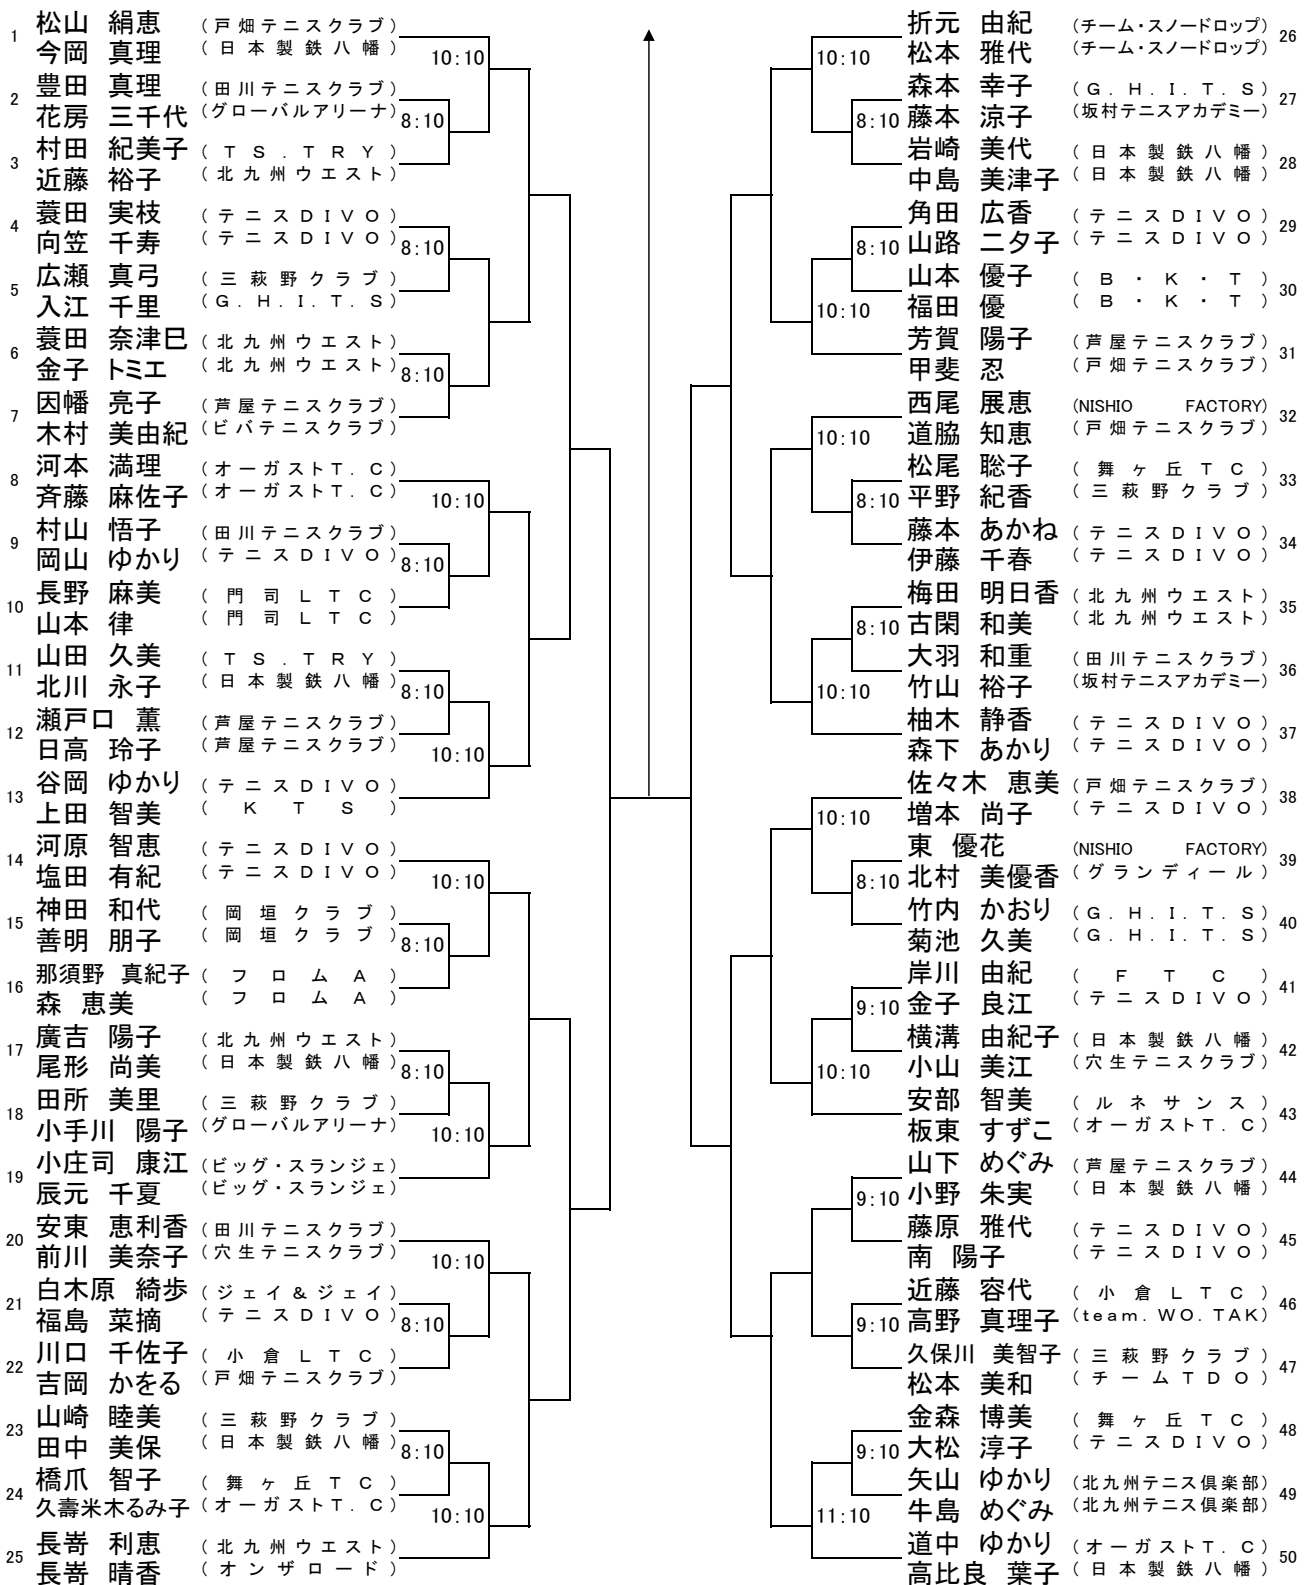 1 松山 絹恵 (戸畑テニスクラブ)
今岡 真理 (日本製鉄八幡)
10:10
2 豊田 真理 (田川テニスクラブ)
花房 三千代 (グローバルアリーナ)
8:10
3 村田 紀美子 (TS.TRY)
近藤 裕子 (北九州ウエスト)
4 蓑田 実枝 (テニスDIVO)
向笠 千寿 (テニスDIVO)
8:10
5 広瀬 真弓 (三萩野クラブ)
入江 千里 (G.H.I.T.S)
6 蓑田 奈津巳 (北九州ウエスト)
金子 トミエ (北九州ウエスト)
8:10
7 因幡 亮子 (芦屋テニスクラブ)
木村 美由紀 (ビバテニスクラブ)
8 河本 満理 (オーガストT.C)
斉藤 麻佐子 (オーガストT.C)
10:10
9 村山 悟子 (田川テニスクラブ)
岡山 ゆかり (テニスDIVO)
8:10
10 長野 麻美 (門司LTC)
山本 律 (門司LTC)
11 山田 久美 (TS.TRY)
北川 永子 (日本製鉄八幡)
8:10
12 瀬戸口 薫 (芦屋テニスクラブ)
日高 玲子 (芦屋テニスクラブ)
10:10
13 谷岡 ゆかり (テニスDIVO)
上田 智美 (KTS)
14 河原 智恵 (テニスDIVO)
塩田 有紀 (テニスDIVO)
10:10
15 神田 和代 (岡垣クラブ)
善明 朋子 (岡垣クラブ)
8:10
16 那須野 真紀子 (フロムA)
森 恵美 (フロムA)
17 廣吉 陽子 (北九州ウエスト)
尾形 尚美 (日本製鉄八幡)
8:10
18 田所 美里 (三萩野クラブ)
小手川 陽子 (グローバルアリーナ)
10:10
19 小庄司 康江 (ビッグ・スランジェ)
辰元 千夏 (ビッグ・スランジェ)
20 安東 恵利香 (田川テニスクラブ)
前川 美奈子 (穴生テニスクラブ)
10:10
21 白木原 綺歩 (ジェイ&ジェイ)
福島 菜摘 (テニスDIVO)
8:10
22 川口 千佐子 (小倉LTC)
吉岡 かをる (戸畑テニスクラブ)
23 山崎 睦美 (三萩野クラブ)
田中 美保 (日本製鉄八幡)
8:10
24 橋爪 智子 (舞ヶ丘TC)
久壽米木るみ子 (オーガストT.C)
10:10
25 長嵜 利恵 (北九州ウエスト)
長嵜 晴香 (オンザロード)
折元 由紀 (チーム・スノードロップ) 26
10:10
松本 雅代 (チーム・スノードロップ)
森本 幸子 (G.H.I.T.S) 27
8:10
藤本 涼子 (坂村テニスアカデミー)
岩崎 美代 (日本製鉄八幡) 28
中島 美津子 (日本製鉄八幡)
角田 広香 (テニスDIVO) 29
8:10
山路 二夕子 (テニスDIVO)
山本 優子 (B・K・T) 30
10:10
福田 優 (B・K・T)
芳賀 陽子 (芦屋テニスクラブ) 31
甲斐 忍 (戸畑テニスクラブ)
西尾 展恵 (NISHIO FACTORY) 32
10:10
道脇 知恵 (戸畑テニスクラブ)
松尾 聡子 (舞ヶ丘TC) 33
8:10
平野 紀香 (三萩野クラブ)
藤本 あかね (テニスDIVO) 34
伊藤 千春 (テニスDIVO)
梅田 明日香 (北九州ウエスト) 35
8:10
古閑 和美 (北九州ウエスト)
大羽 和重 (田川テニスクラブ) 36
10:10
竹山 裕子 (坂村テニスアカデミー)
柚木 静香 (テニスDIVO) 37
森下 あかり (テニスDIVO)
佐々木 恵美 (戸畑テニスクラブ) 38
10:10
増本 尚子 (テニスDIVO)
東 優花 (NISHIO FACTORY) 39
8:10
北村 美優香 (グランディール)
竹内 かおり (G.H.I.T.S) 40
菊池 久美 (G.H.I.T.S)
岸川 由紀 (FTC) 41
9:10
金子 良江 (テニスDIVO)
横溝 由紀子 (日本製鉄八幡) 42
10:10
小山 美江 (穴生テニスクラブ)
安部 智美 (ルネサンス) 43
板東 すずこ (オーガストT.C)
山下 めぐみ (芦屋テニスクラブ) 44
9:10
小野 朱実 (日本製鉄八幡)
藤原 雅代 (テニスDIVO) 45
南 陽子 (テニスDIVO)
近藤 容代 (小倉LTC) 46
9:10
高野 真理子 (team.WO.TAK)
久保川 美智子 (三萩野クラブ) 47
松本 美和 (チームTDO)
金森 博美 (舞ヶ丘TC) 48
9:10
大松 淳子 (テニスDIVO)
矢山 ゆかり (北九州テニス倶楽部) 49
11:10
牛島 めぐみ (北九州テニス倶楽部)
道中 ゆかり (オーガストT.C) 50
高比良 葉子 (日本製鉄八幡)